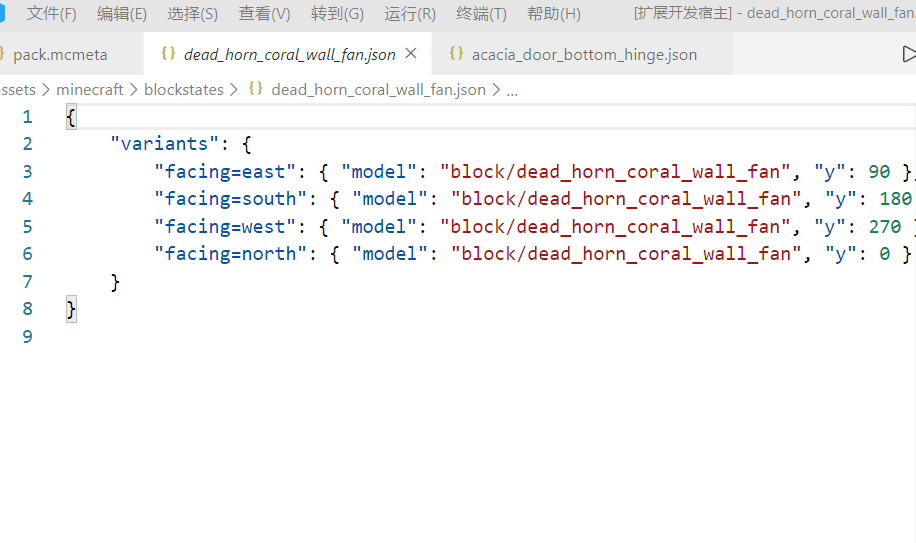 文件(F) 编辑(E) 选择(S) 查看(V) 转到(G) 运行(R) 终端(T) 帮助(H) [扩展开发宿主] - dead_horn_coral_wall_fan.
pack.mcmeta {} dead_horn_coral_wall_fan.json × {} acacia_door_bottom_hinge.json
ssets > minecraft > blockstates > {} dead_horn_coral_wall_fan.json > ...
1 {
2 "variants": {
3 "facing=east": { "model": "block/dead_horn_coral_wall_fan", "y": 90 },
4 "facing=south": { "model": "block/dead_horn_coral_wall_fan", "y": 180
5 "facing=west": { "model": "block/dead_horn_coral_wall_fan", "y": 270 }
6 "facing=north": { "model": "block/dead_horn_coral_wall_fan", "y": 0 }
7 }
8 }
9